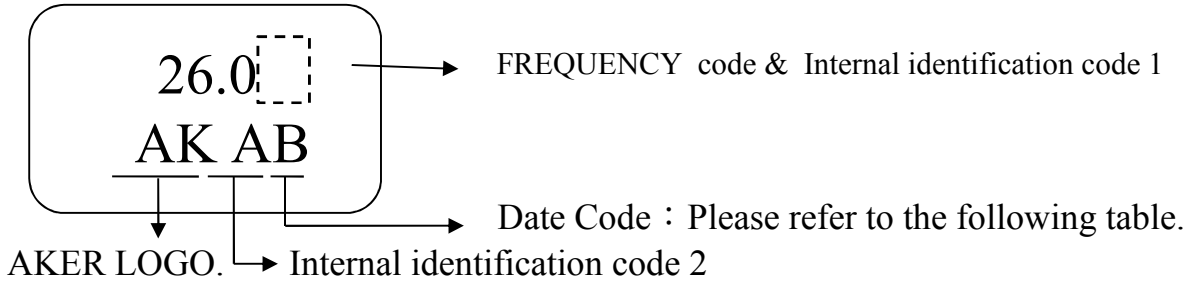 26.0
FREQUENCY code & Internal identification code 1
AK AB
Date Code：Please refer to the following table.
AKER LOGO.
Internal identification code 2